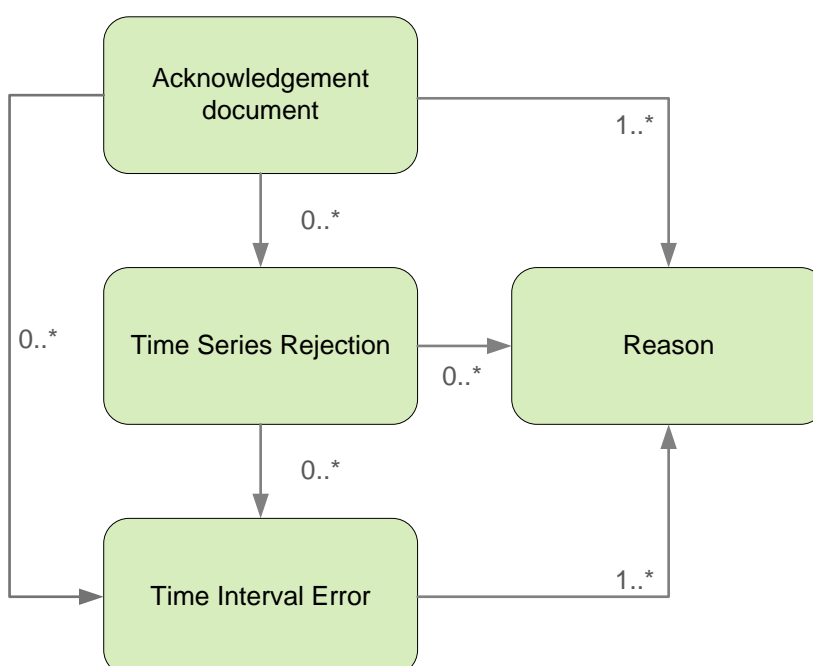 Acknowledgement
document
1..*
0..*
0..*
Time Series Rejection
0..*
Reason
0..*
Time Interval Error
1..*